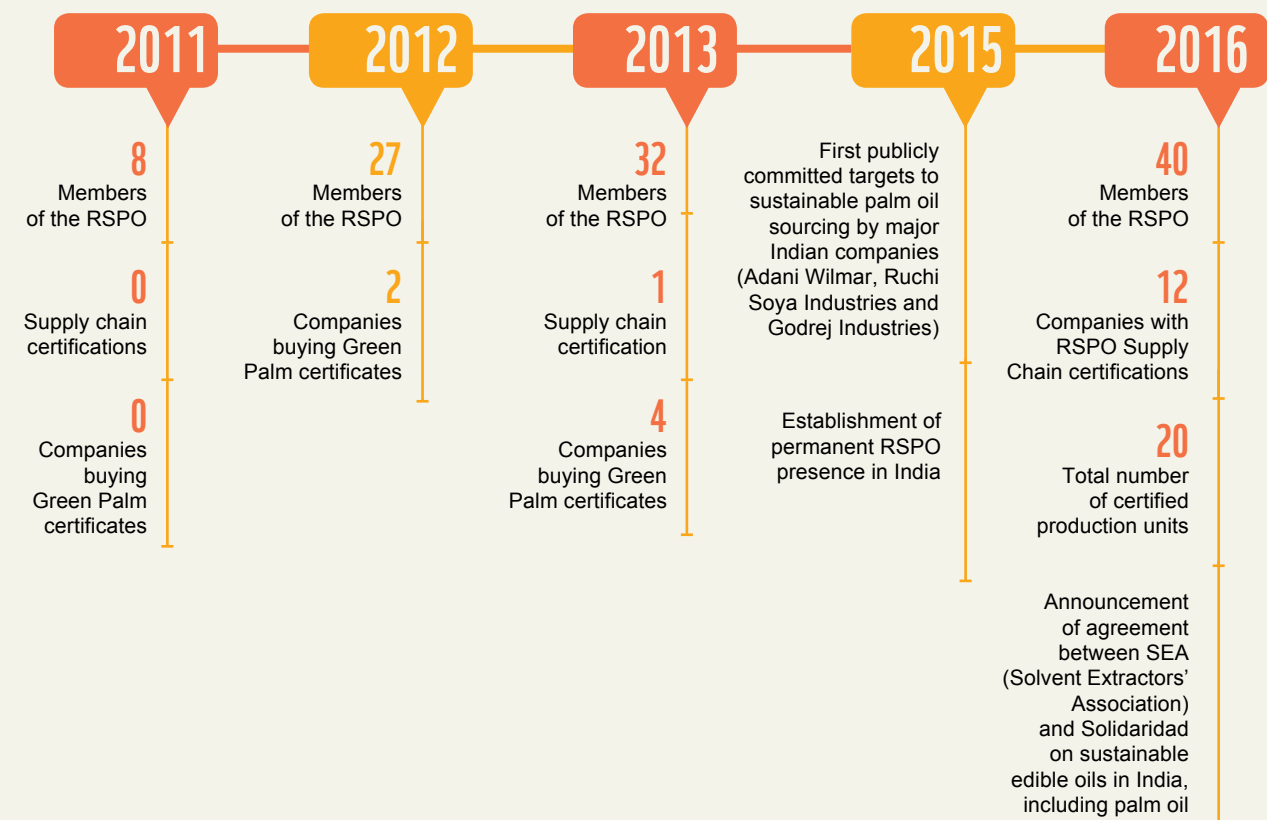 2011
8
Members
of the RSPO
0
Supply chain
certifications
0
Companies
buying
Green Palm
certificates
2012
27
Members
of the RSPO
2
Companies
buying Green
Palm certificates
2013
32
Members
of the RSPO
1
Supply chain
certification
4
Companies
buying Green
Palm certificates
2015
First publicly
committed targets to
sustainable palm oil
sourcing by major
Indian companies
(Adani Wilmar, Ruchi
Soya Industries and
Godrej Industries)
Establishment of
permanent RSPO
presence in India
2016
40
Members
of the RSPO
12
Companies with
RSPO Supply
Chain certifications
20
Total number
of certified
production units
Announcement
of agreement
between SEA
(Solvent Extractors’
Association)
and Solidaridad
on sustainable
edible oils in India,
including palm oil